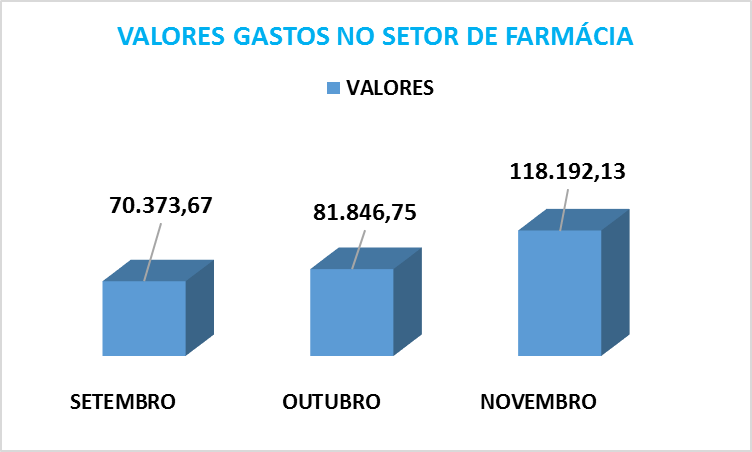 VALORES GASTOS NO SETOR DE FARMÁCIA
VALORES
70.373,67
81.846,75
118.192,13
SETEMBRO
OUTUBRO
NOVEMBRO